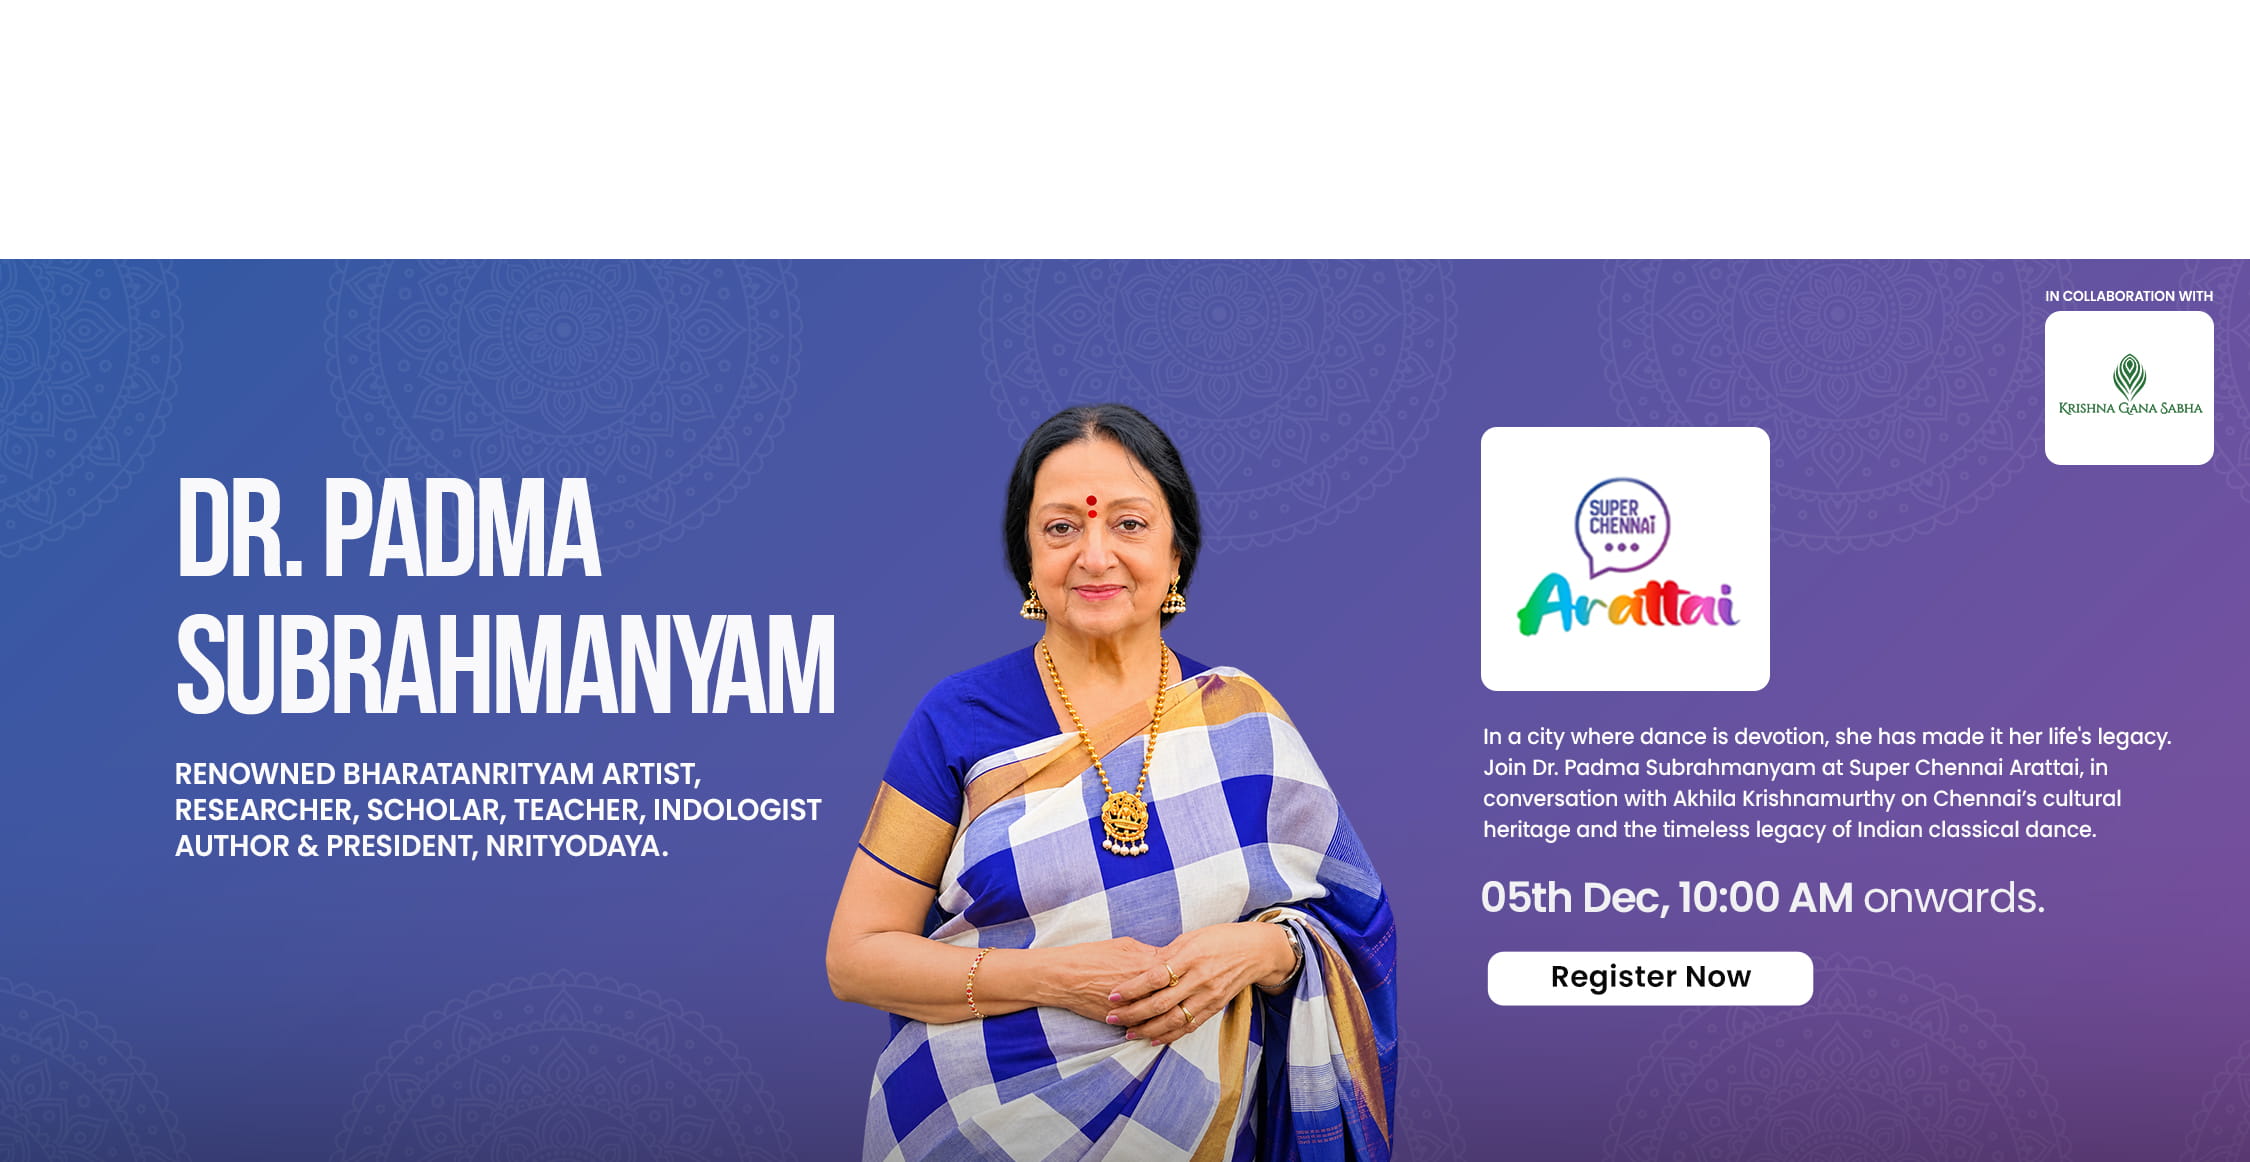 DR. PADMA
SUBRAHMANYAM
RENOWNED BHARATANRITYAM ARTIST,
RESEARCHER, SCHOLAR, TEACHER, INDOLOGIST
AUTHOR & PRESIDENT, NRITYODAYA.
IN COLLABORATION WITH
KRISHNA GANA SABHA
SUPER
CHENNAi
Arattai
In a city where dance is devotion, she has made it her life's legacy.
Join Dr. Padma Subrahmanyam at Super Chennai Arattai, in
conversation with Akhila Krishnamurthy on Chennai’s cultural
heritage and the timeless legacy of Indian classical dance.
05th Dec, 10:00 AM onwards.
Register Now